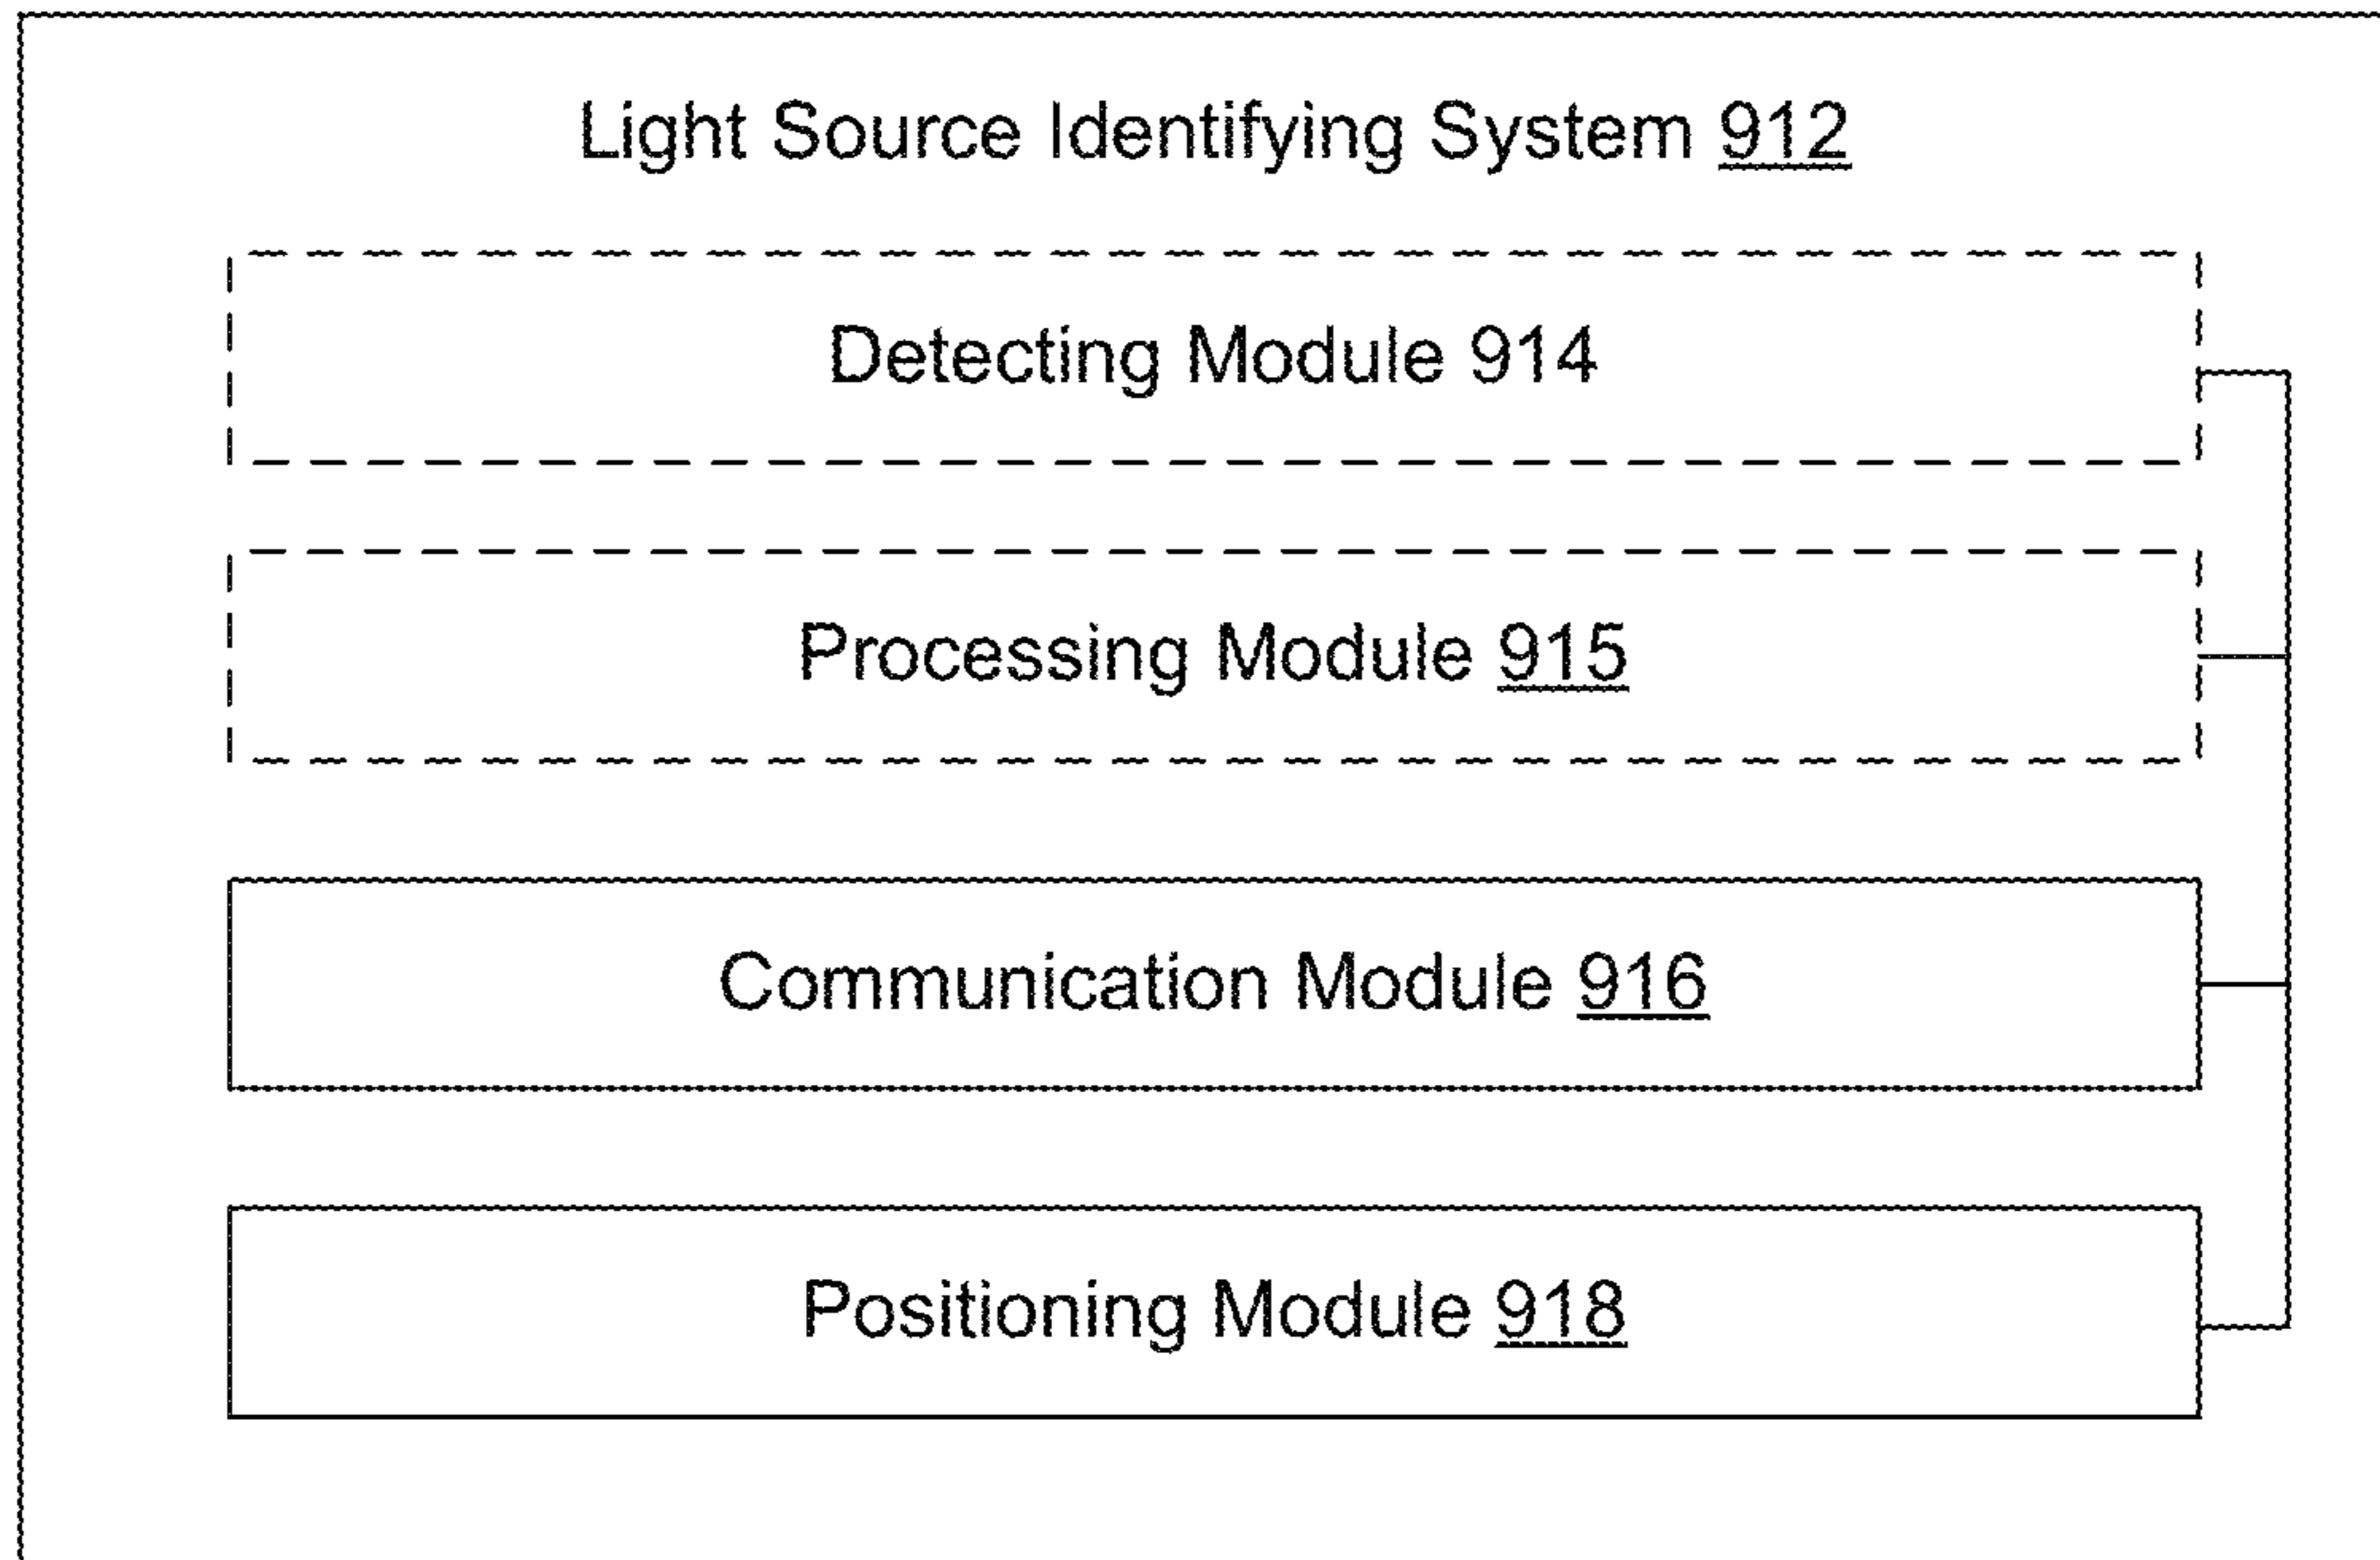 Light Source Identifying System 912
Detecting Module 914
Processing Module 915
Communication Module 916
Positioning Module 918